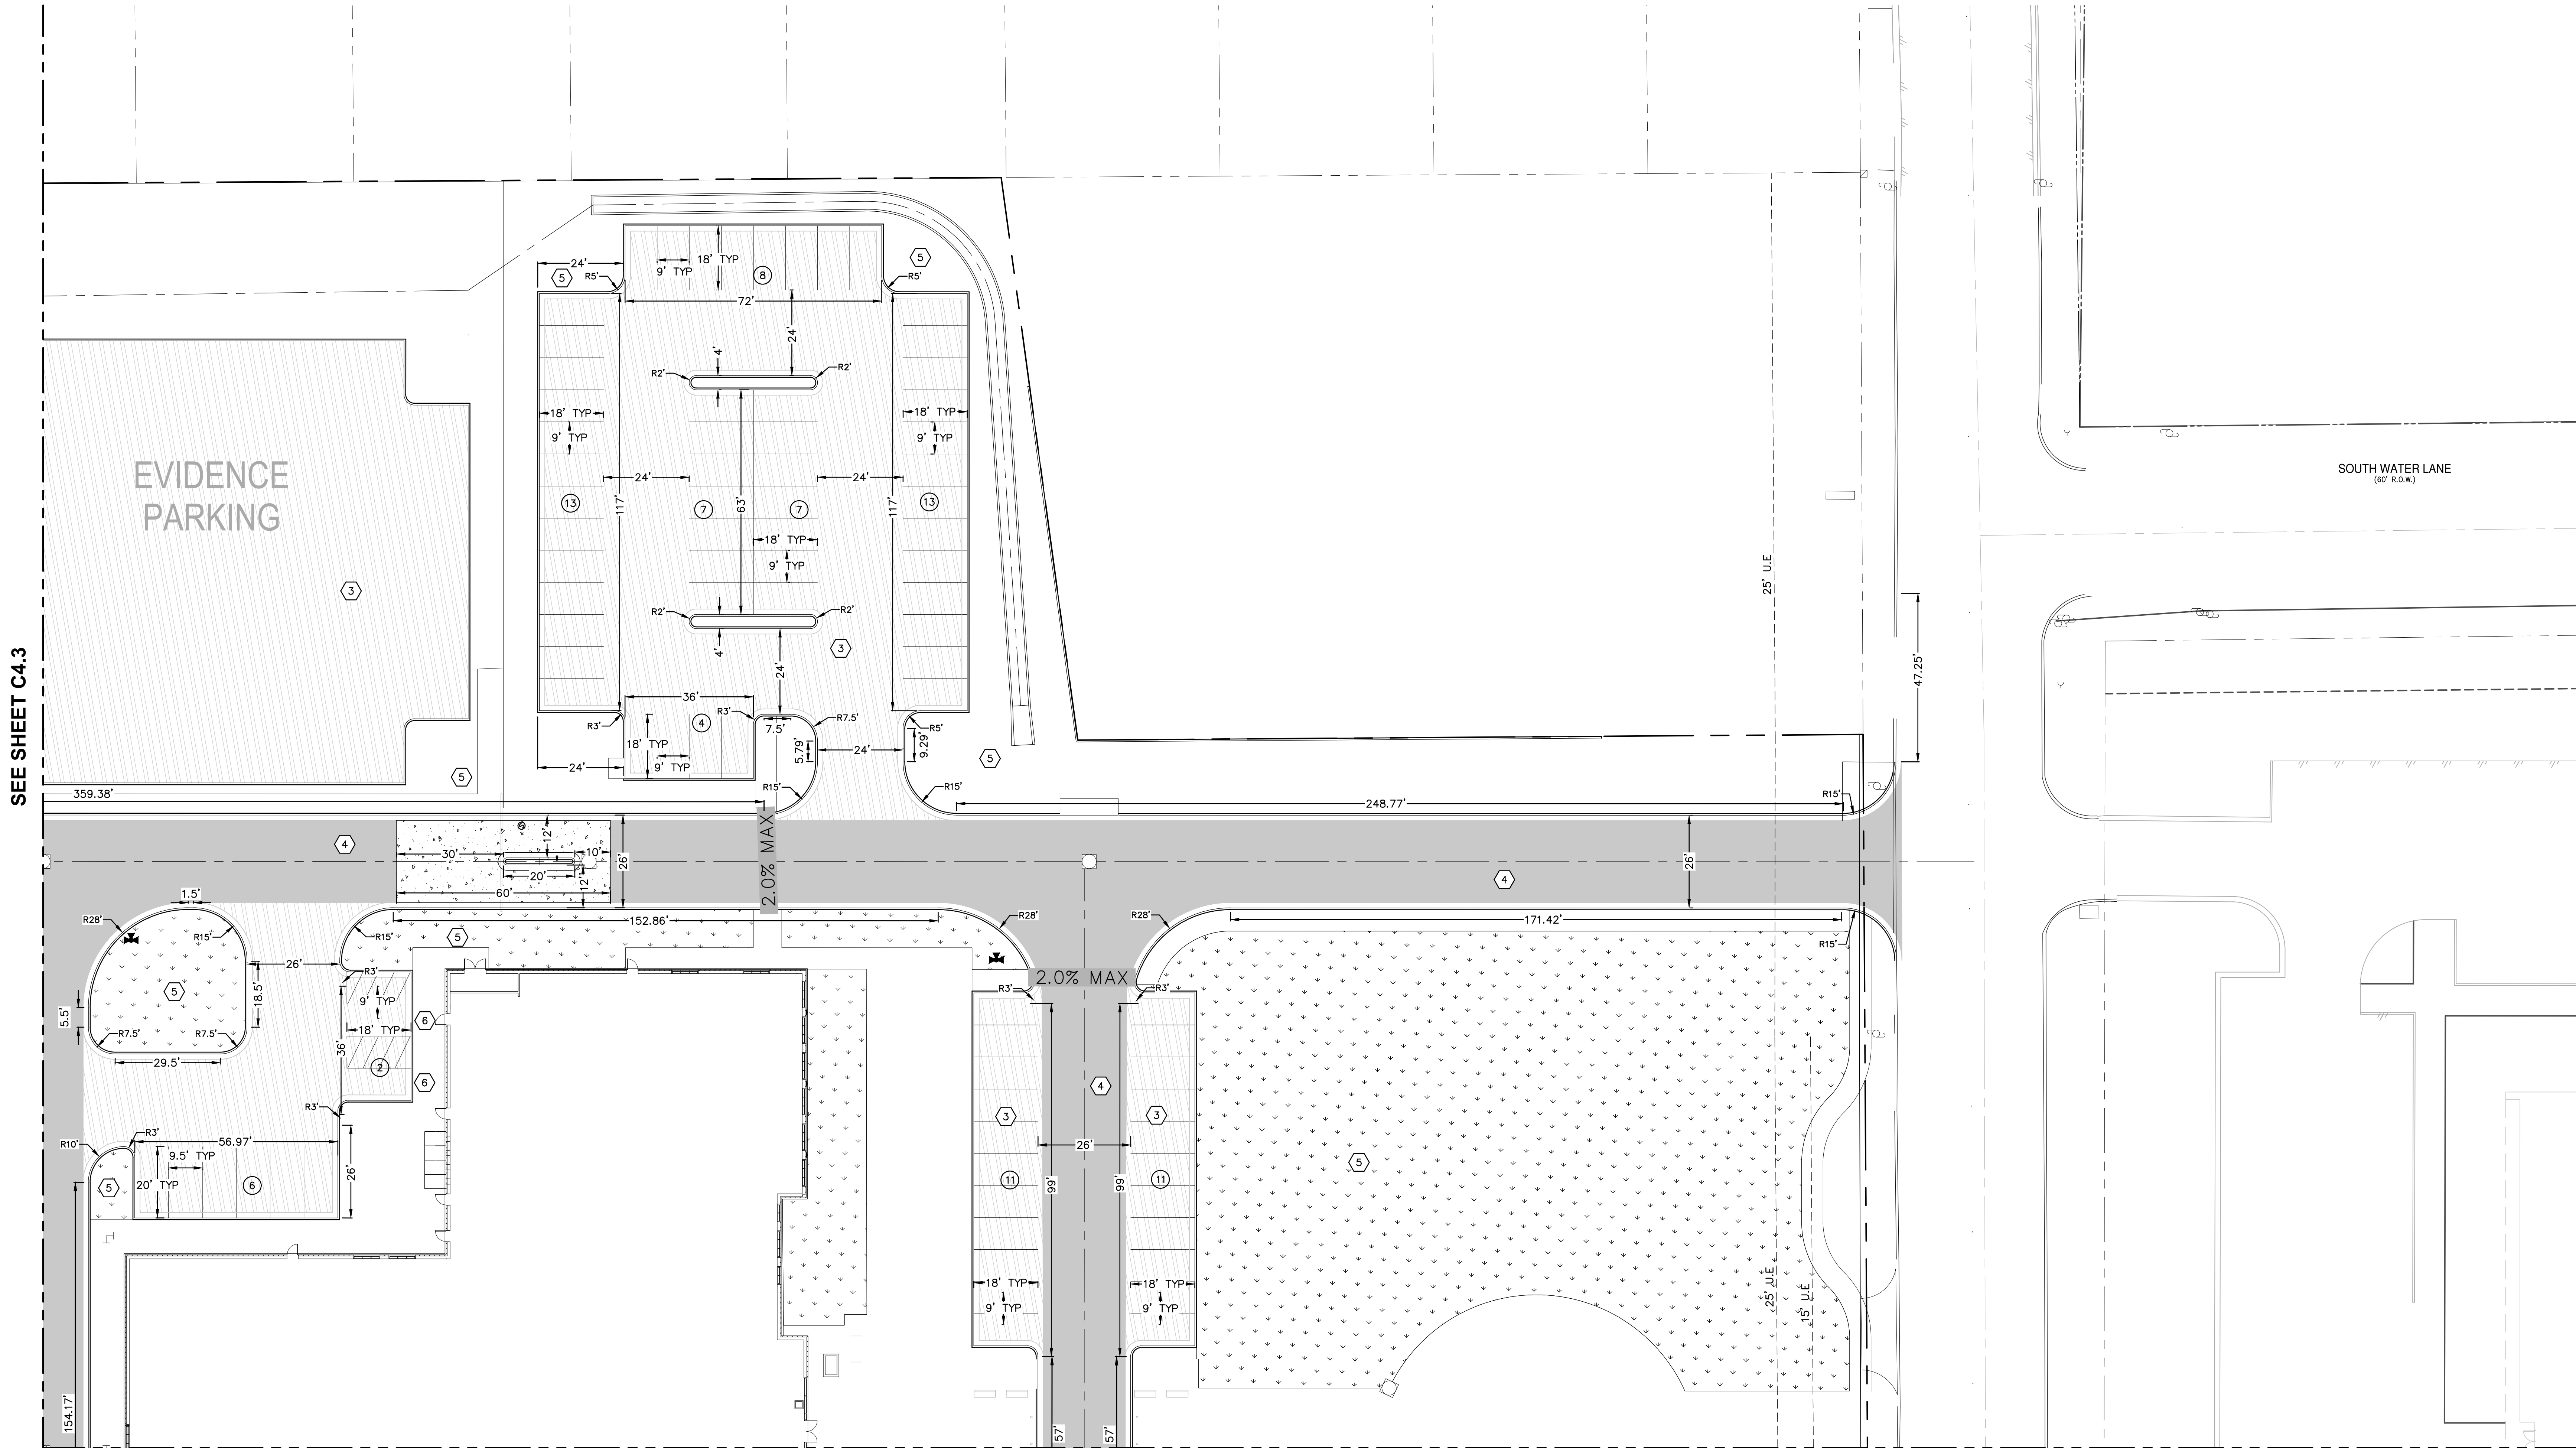 24'
R5'
5
9' TYP
18' TYP
8
5
R5'
72'
24'
4'
R2'
R2'
EVIDENCE
PARKING
3
18' TYP
9' TYP
18' TYP
9' TYP
24'
24'
117'
63'
117'
13
7
7
13
18' TYP
9' TYP
R2'
R2'
4'
24'
3
36'
R3'
4
R3'
7.5'
R7.5'
R5'
18' TYP
9' TYP
24'
5.79'
24'
9.29'
5
5
R15'
R15'
SEE SHEET C4.3
SOUTH WATER LANE
(60' R.O.W.)
25' U.E
47.25'
359.38'
248.77'
R15'
4
30'
12'
10'
20'
12'
60'
26'
2.0% MAX
26'
4
1.5'
R28'
R15'
R15'
152.86'
5
R28'
R28'
171.42'
R15'
26'
18.5'
5
5.5'
R7.5'
R7.5'
29.5'
R3'
9' TYP
18' TYP
36'
2
6
6
R3'
2.0% MAX
R3'
R3'
R10'
R3'
56.97'
9.5' TYP
20' TYP
6
26'
5
154.17'
3
4
3
26'
11
99'
99'
11
18' TYP
9' TYP
18' TYP
9' TYP
57'
57'
5
25' U.E
15' U.E